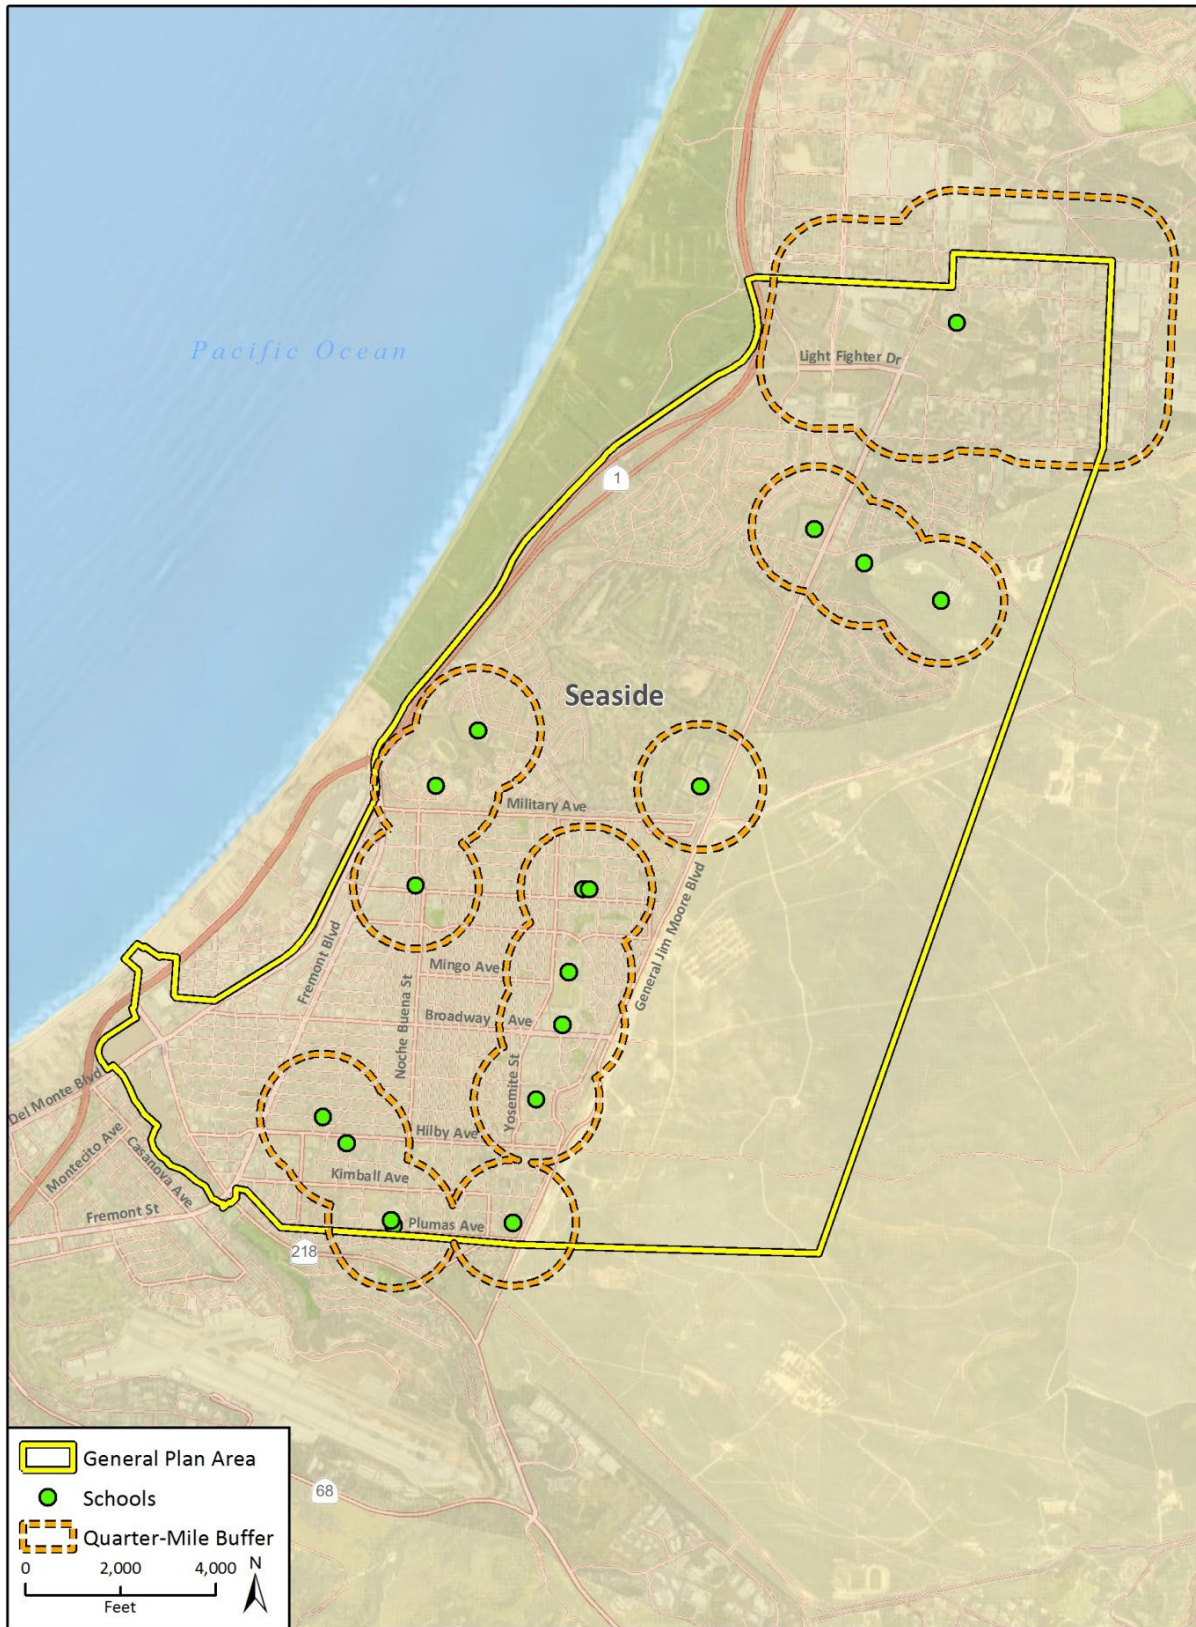 Pacific Ocean
Light Fighter Dr
1
Seaside
Military Ave
General Jim Moore Blvd
Fremont Blvd
Mingo Ave
Noche Buena St
Broadway Ave
Yosemite St
Del Monte Blvd
Montecito Ave
Casanova Ave
Hilby Ave
Kimball Ave
Fremont St
Plumas Ave
218
68
General Plan Area
Schools
Quarter-Mile Buffer
0 2,000 4,000 N
Feet